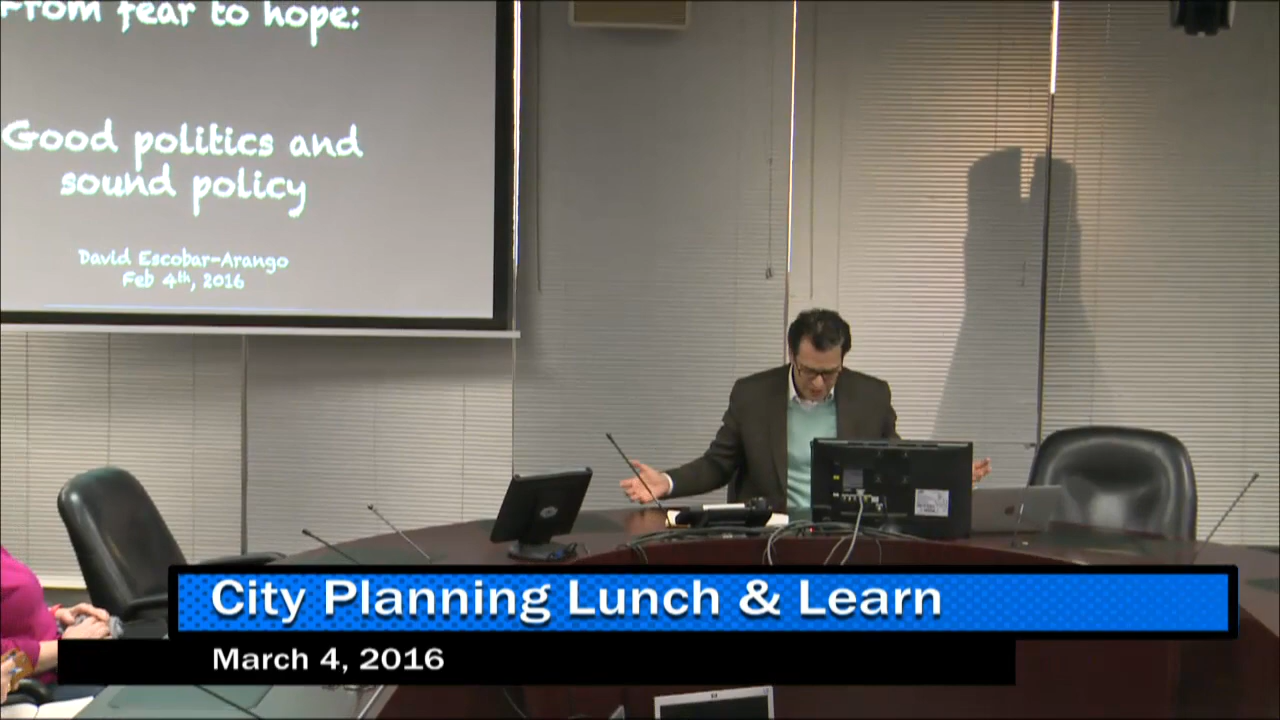 From fear to hope:
Good politics and
sound policy
David Escobar-Arango
Feb 4th, 2016
City Planning Lunch & Learn
March 4, 2016